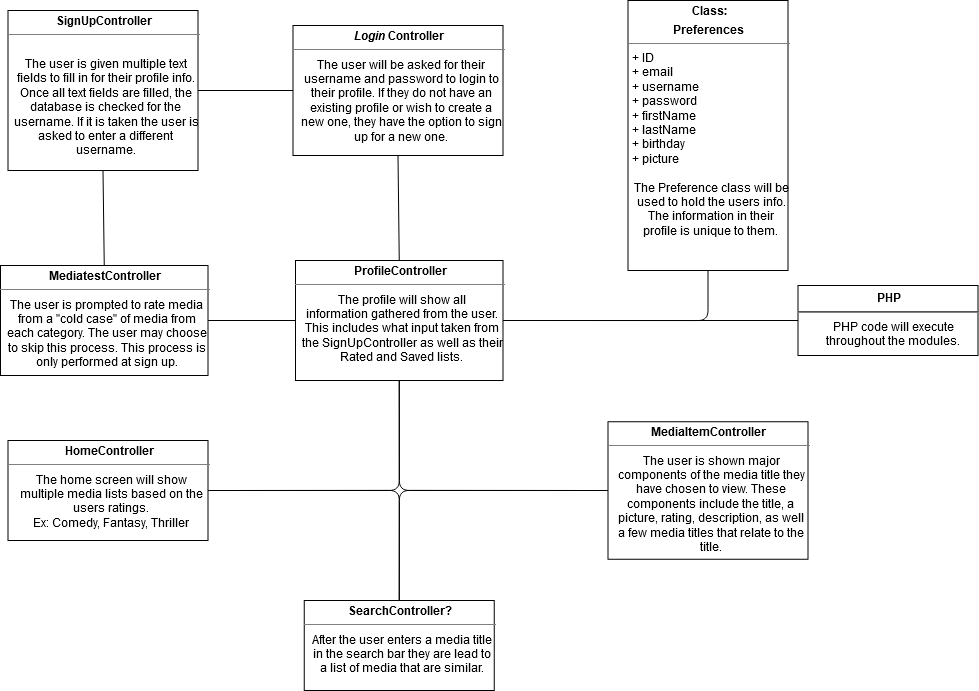 SignUpController
The user is given multiple text
fields to fill in for their profile info.
Once all text fields are filled, the
database is checked for the
username. If it is taken the user is
asked to enter a different
username.
Login Controller
The user will be asked for their
username and password to login to
their profile. If they do not have an
existing profile or wish to create a
new one, they have the option to sign
up for a new one.
Class:
Preferences
+ ID
+ email
+ username
+ password
+ firstName
+ lastName
+ birthday
+ picture
The Preference class will be
used to hold the users info.
The information in their
profile is unique to them.
MediatestController
The user is prompted to rate media
from a "cold case" of media from
each category. The user may choose
to skip this process. This process is
only performed at sign up.
ProfileController
The profile will show all
information gathered from the user.
This includes what input taken from
the SignUpController as well as their
Rated and Saved lists.
PHP
PHP code will execute
throughout the modules.
HomeController
The home screen will show
multiple media lists based on the
users ratings.
Ex: Comedy, Fantasy, Thriller
MediaItemController
The user is shown major
components of the media title they
have chosen to view. These
components include the title, a
picture, rating, description, as well
a few media titles that relate to the
title.
SearchController?
After the user enters a media title
in the search bar they are lead to
a list of media that are similar.